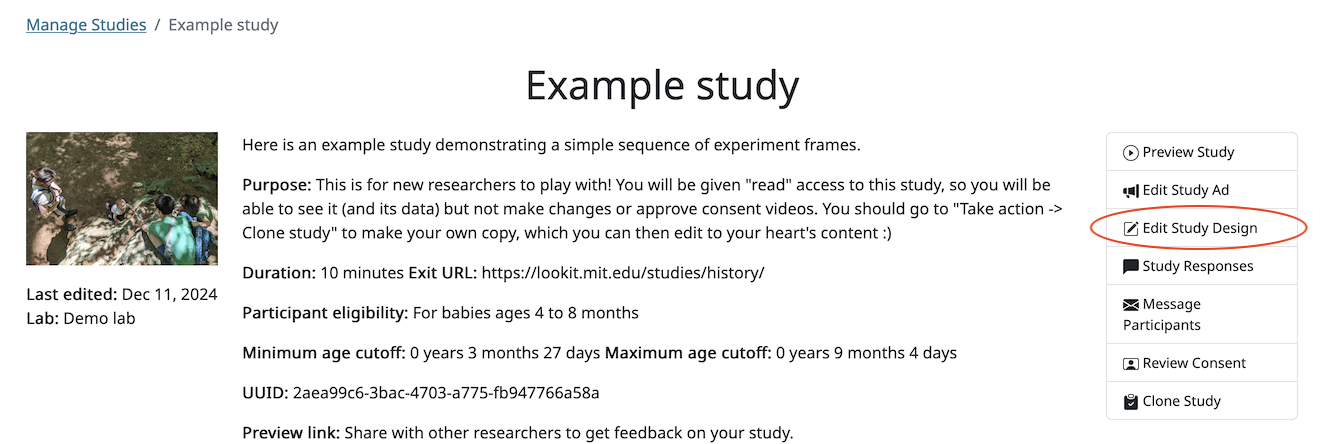 Manage Studies / Example study
Example study
Here is an example study demonstrating a simple sequence of experiment frames.
Purpose: This is for new researchers to play with! You will be given "read" access to this study, so you will
be able to see it (and its data) but not make changes or approve consent videos. You should go to "Take action ->
Clone study" to make your own copy, which you can then edit to your heart's content :)
Duration: 10 minutes Exit URL: https://lookit.mit.edu/studies/history/
Participant eligibility: For babies ages 4 to 8 months
Minimum age cutoff: 0 years 3 months 27 days Maximum age cutoff: 0 years 9 months 4 days
UUID: 2aea99c6-3bac-4703-a775-fb947766a58a
Preview link: Share with other researchers to get feedback on your study.
Last edited: Dec 11, 2024
Lab: Demo lab
Preview Study
Edit Study Ad
Edit Study Design
Study Responses
Message
Participants
Review Consent
Clone Study